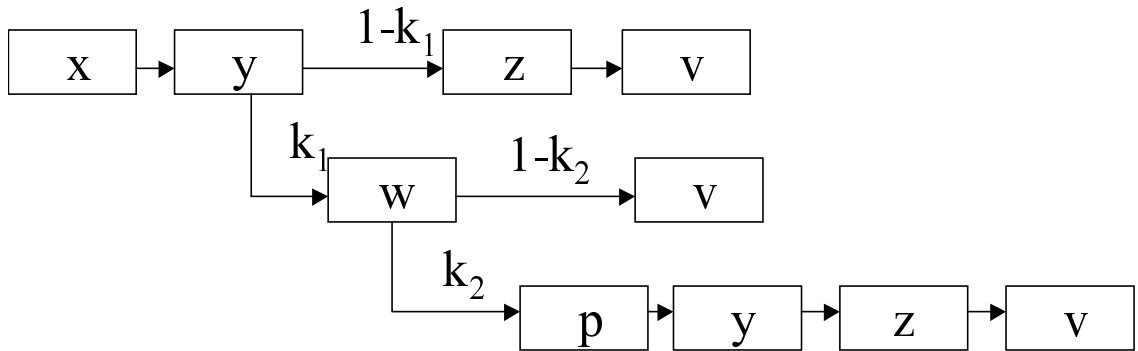 1-k₁
x y z v
k₁ 1-k₂
w v
k₂
p y z v